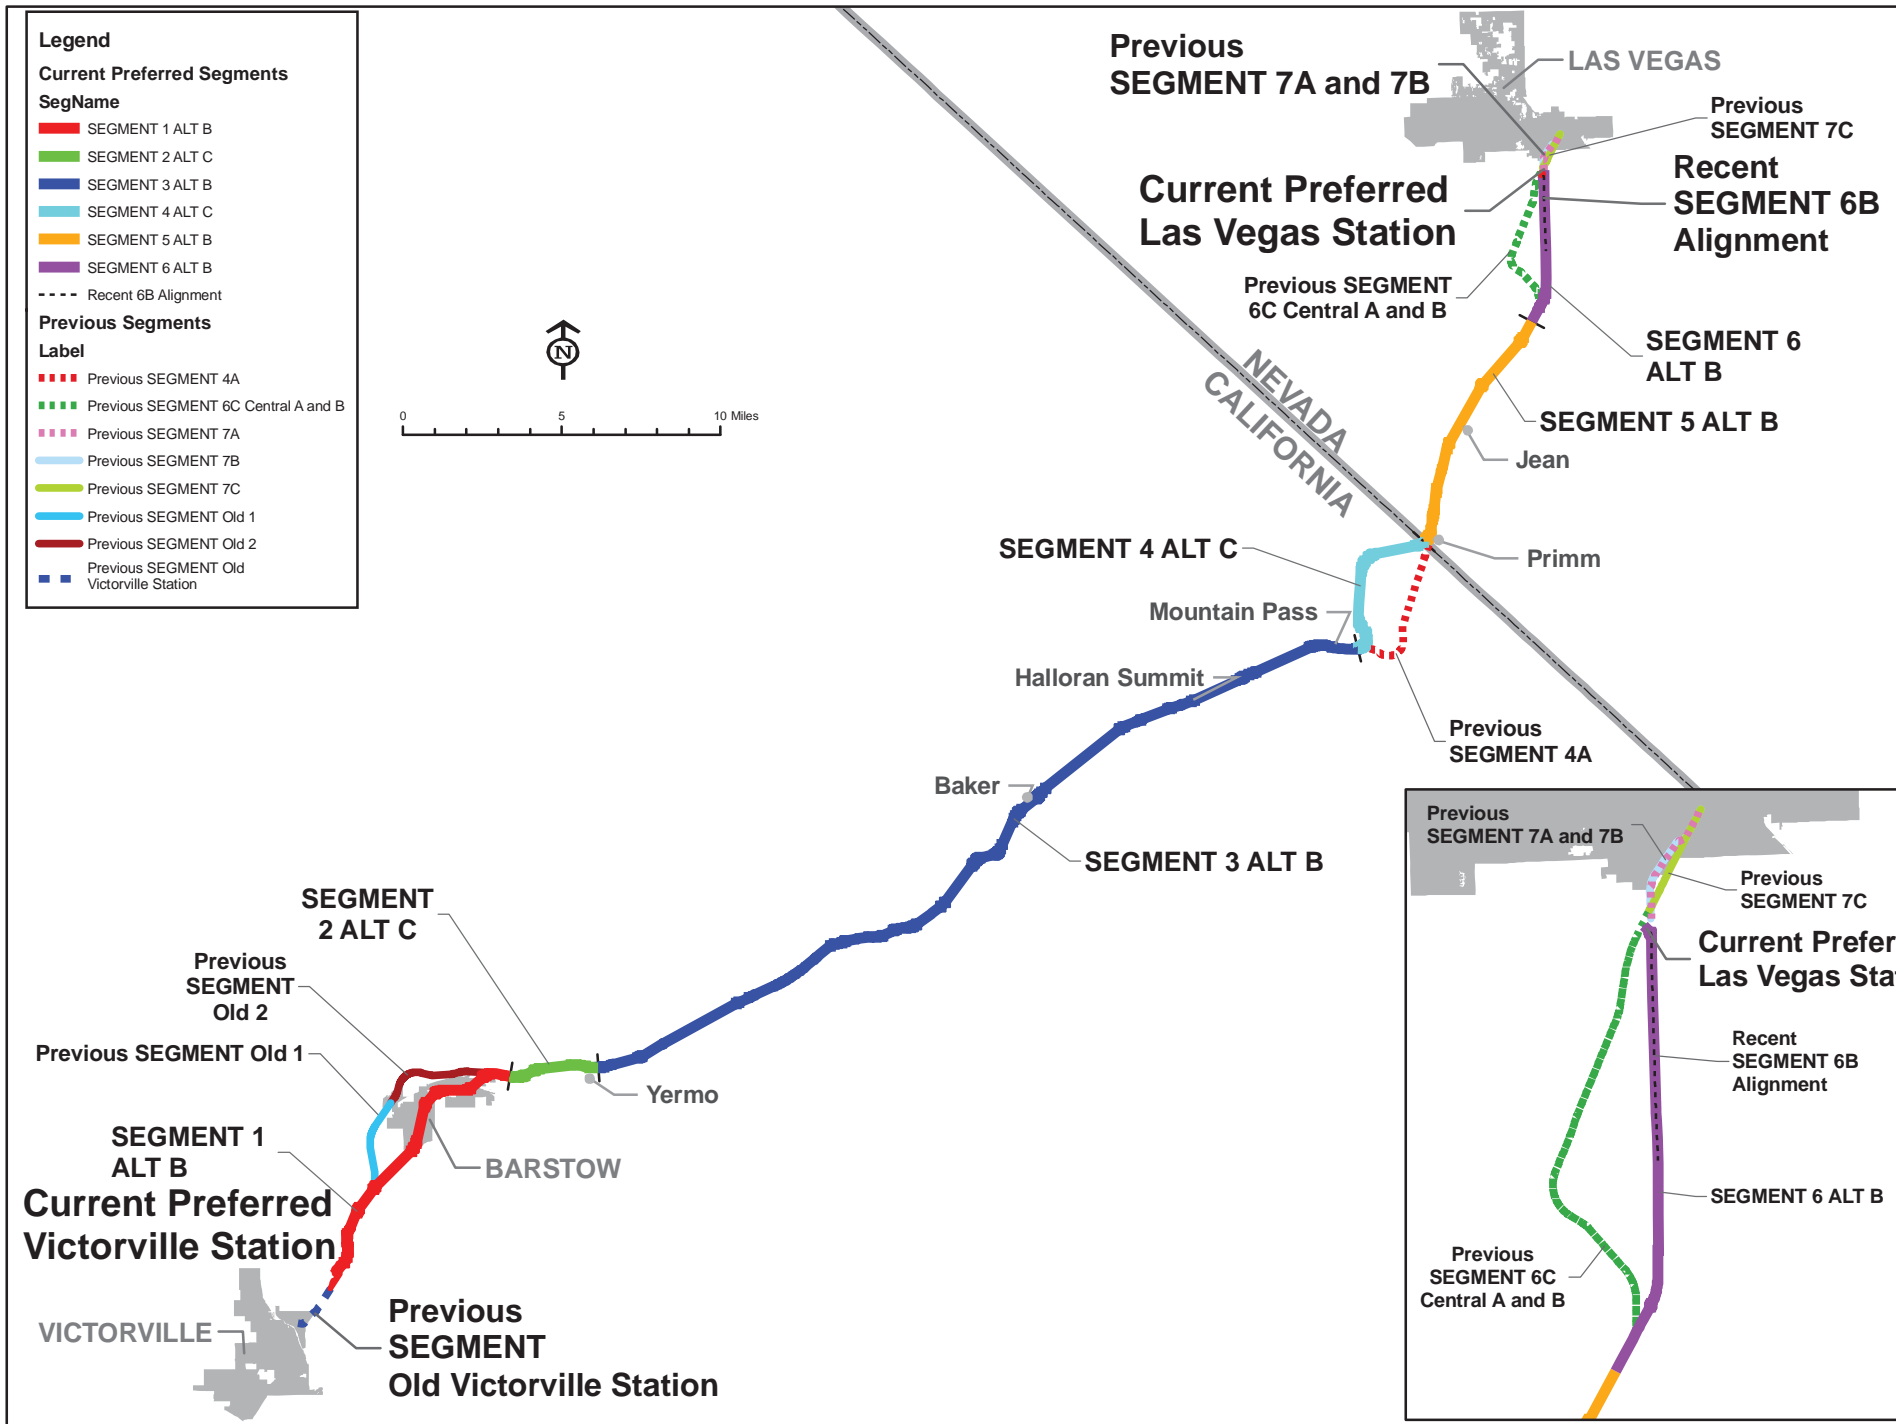 Legend
Current Preferred Segments
SegName
SEGMENT 1 ALT B
SEGMENT 2 ALT C
SEGMENT 3 ALT B
SEGMENT 4 ALT C
SEGMENT 5 ALT B
SEGMENT 6 ALT B
Recent 6B Alignment
Previous Segments
Label
Previous SEGMENT 4A
Previous SEGMENT 6C Central A and B
Previous SEGMENT 7A
Previous SEGMENT 7B
Previous SEGMENT 7C
Previous SEGMENT Old 1
Previous SEGMENT Old 2
Previous SEGMENT Old
Victorville Station
N
0 5 10 Miles
Previous
SEGMENT 7A and 7B
LAS VEGAS
Previous
SEGMENT 7C
Current Preferred
Las Vegas Station
Recent
SEGMENT 6B
Alignment
Previous SEGMENT
6C Central A and B
SEGMENT 6
ALT B
NEVADA
CALIFORNIA
SEGMENT 5 ALT B
Jean
SEGMENT 4 ALT C
Primm
Mountain Pass
Halloran Summit
Previous
SEGMENT 4A
Baker
SEGMENT 3 ALT B
SEGMENT
2 ALT C
Previous
SEGMENT
Old 2
Previous SEGMENT Old 1
Yermo
SEGMENT 1
ALT B
BARSTOW
Current Preferred
Victorville Station
VICTORVILLE
Previous
SEGMENT
Old Victorville Station
Previous
SEGMENT 7A and 7B
Previous
SEGMENT 7C
Current Prefer
Las Vegas Sta
Recent
SEGMENT 6B
Alignment
SEGMENT 6 ALT B
Previous
SEGMENT 6C
Central A and B